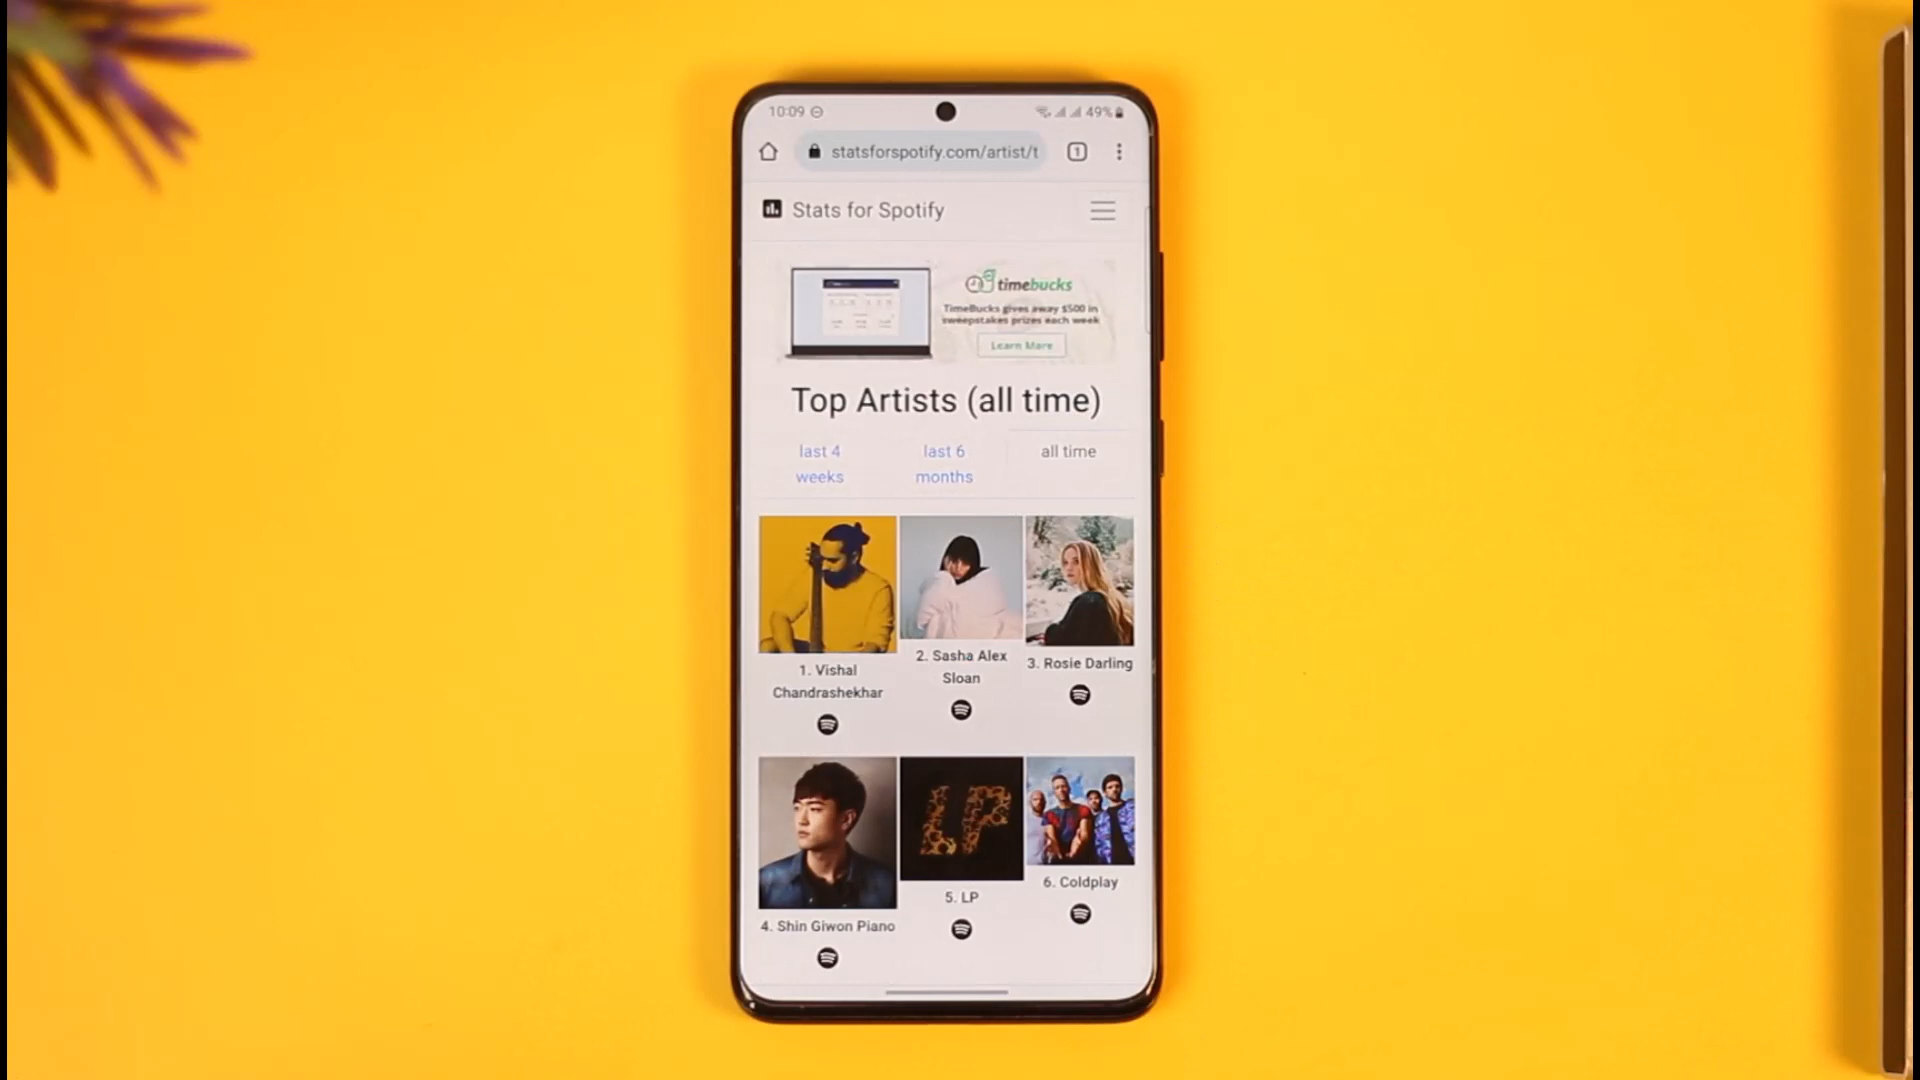 10:09
49%
statsforspotify.com/artist/t
1
Stats for Spotify
timebucks
TimeBucks gives away $500 in
sweepstakes prizes each week
Learn More
Top Artists (all time)
last 4
weeks
last 6
months
all time
1. Vishal
Chandrashekhar
2. Sasha Alex
Sloan
3. Rosie Darling
LP
4. Shin Giwon Piano
5. LP
6. Coldplay